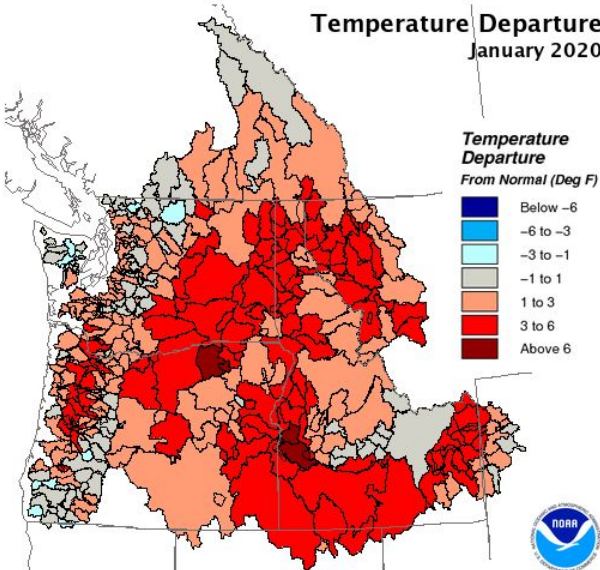 Temperature Departure
January 2020
Temperature
Departure
From Normal (Deg F)
Below −6
−6 to −3
−3 to −1
−1 to 1
1 to 3
3 to 6
Above 6
NOAA